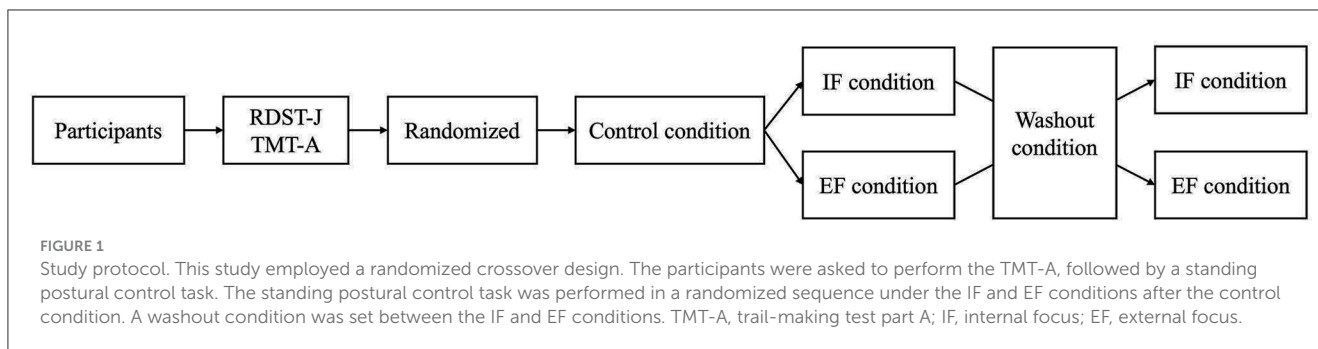 Participants
RDST-J
TMT-A
Randomized
Control condition
IF condition
EF condition
Washout
condition
IF condition
EF condition
FIGURE 1
Study protocol. This study employed a randomized crossover design. The participants were asked to perform the TMT-A, followed by a standing
postural control task. The standing postural control task was performed in a randomized sequence under the IF and EF conditions after the control
condition. A washout condition was set between the IF and EF conditions. TMT-A, trail-making test part A; IF, internal focus; EF, external focus.